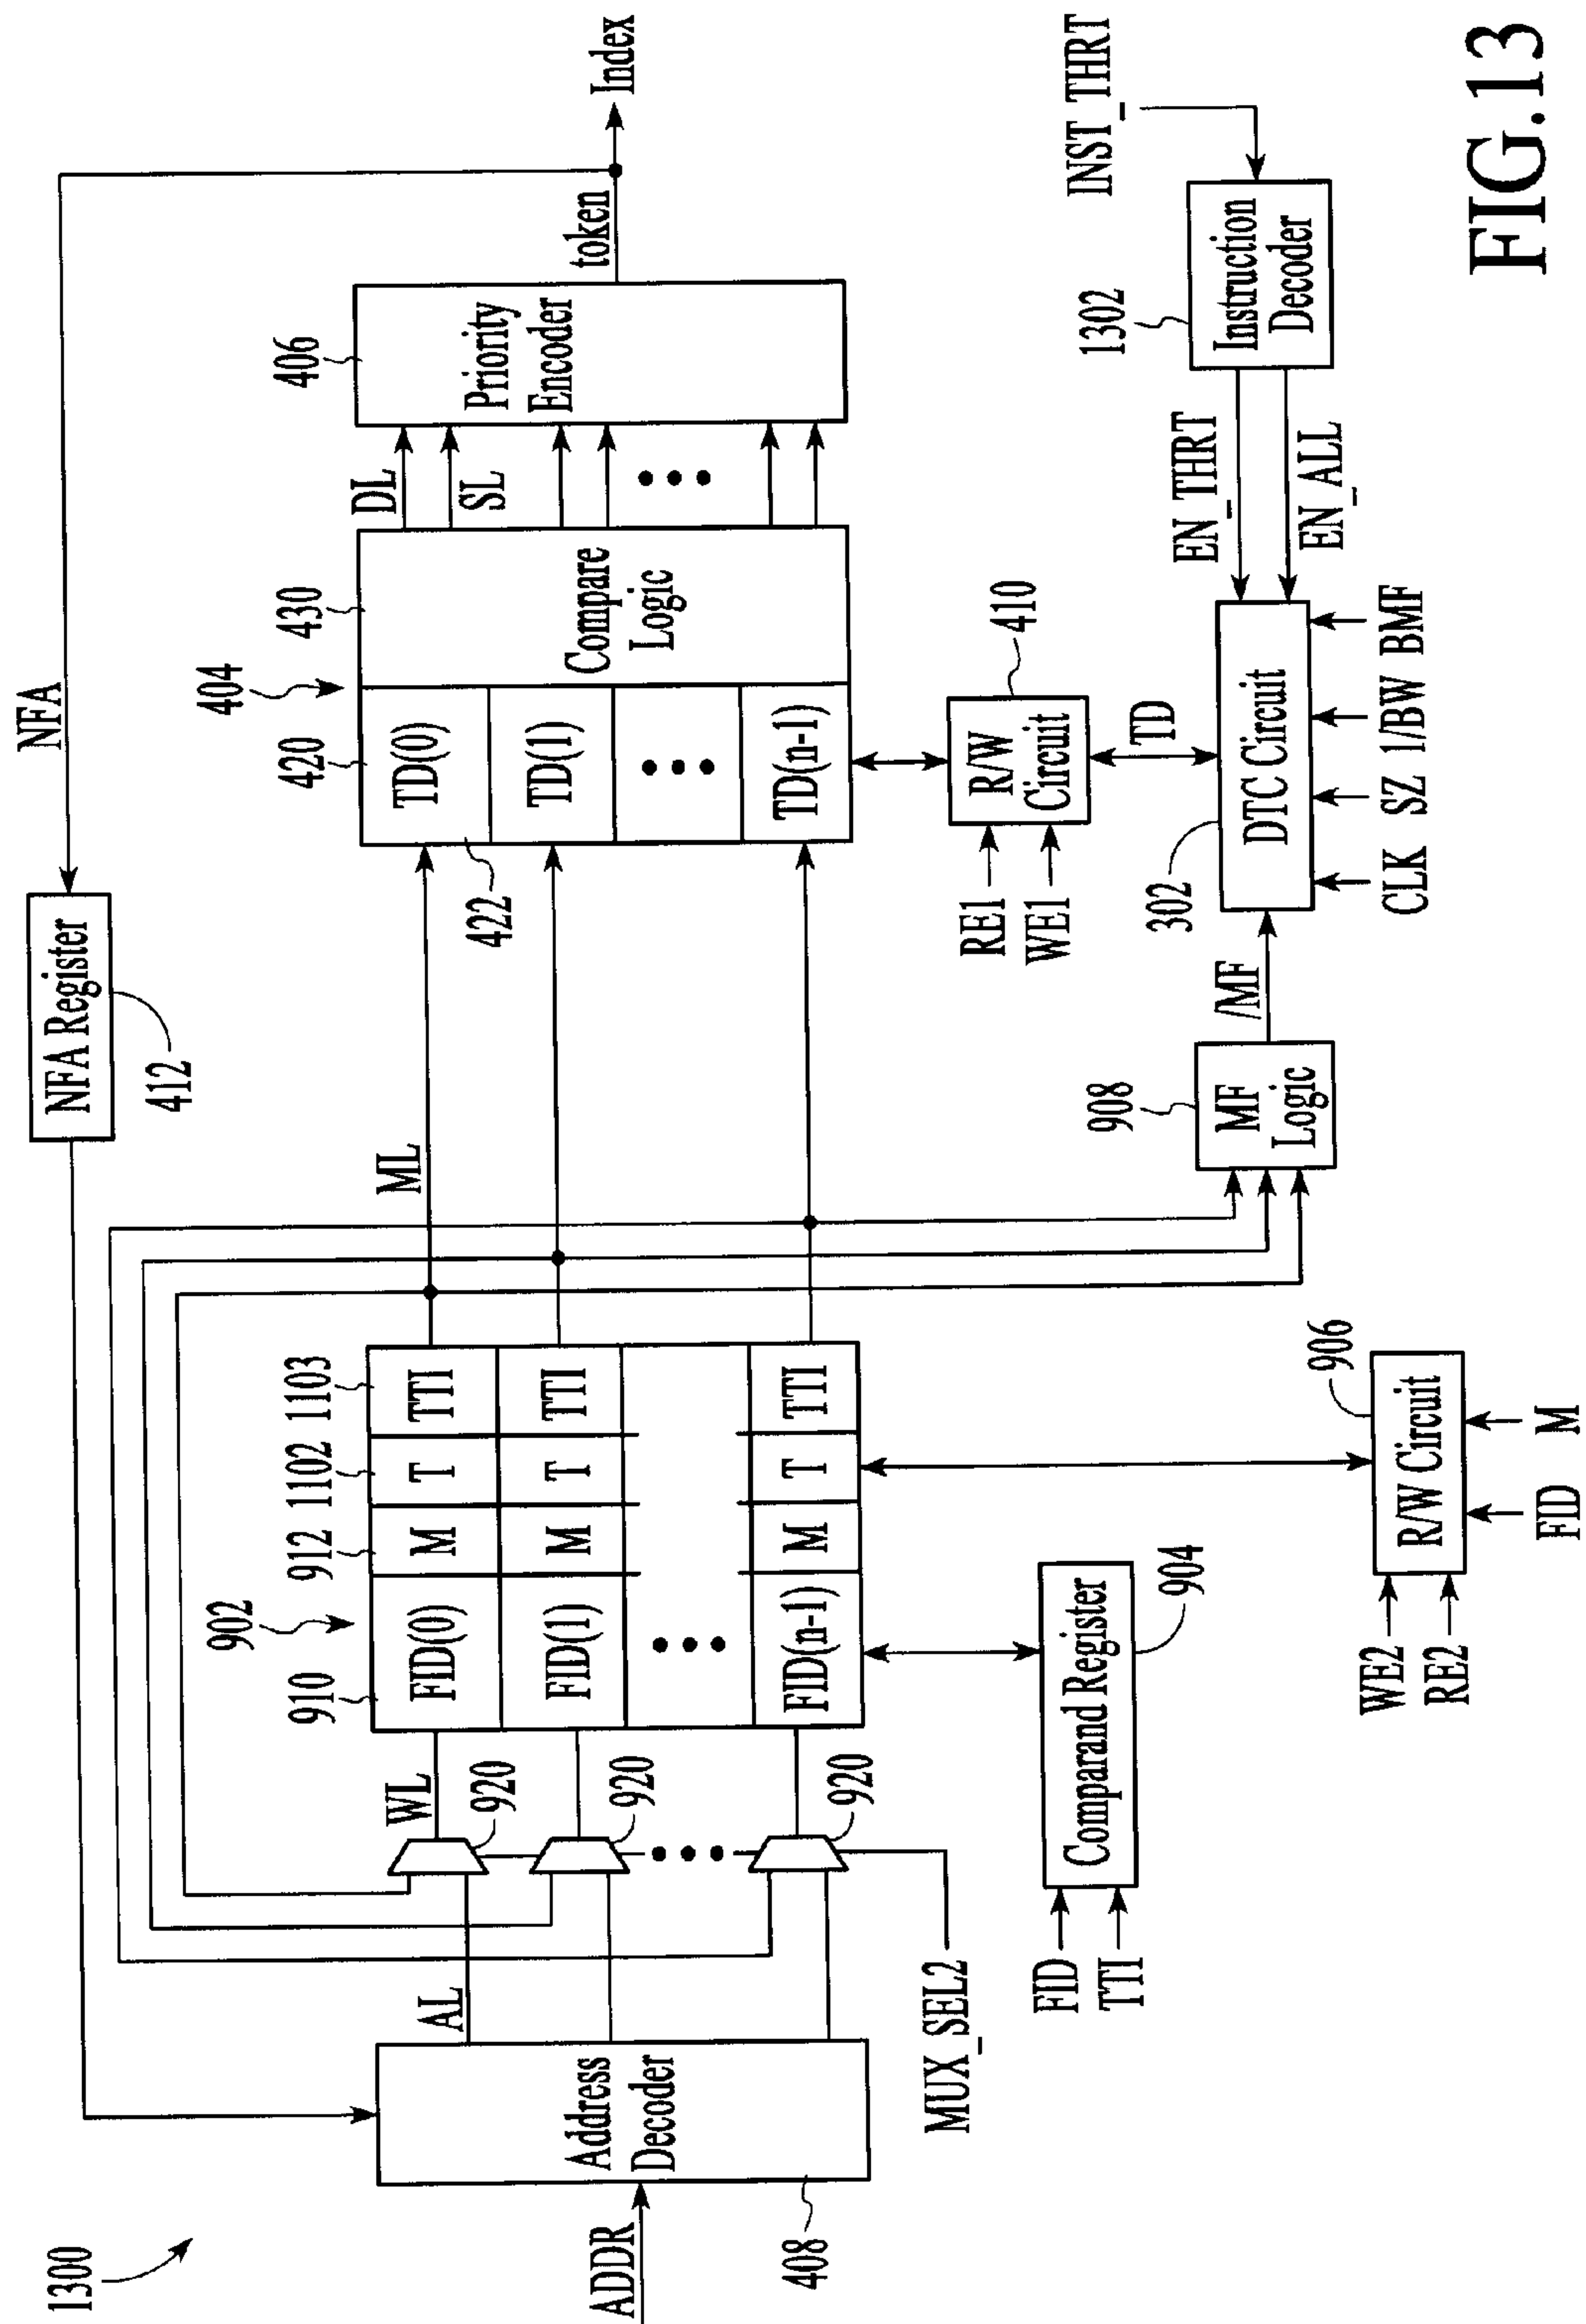 1300
NFA
NFA Register
412
ADDR
Address
Decoder
408
AL
WL
920
920
920
MUX_SEL2
902
910
912
1102
1103
FID(0)
M
T
TTI
FID(1)
M
T
TTI
FID(n-1)
M
T
TTI
ML
404
420
430
TD(0)
TD(1)
TD(n-1)
422
Compare
Logic
DL
SL
406
Priority
Encoder
token
Index
FID
TTI
Comparand Register
904
WE2
RE2
R/W Circuit
906
FID
M
908
MF
Logic
/MF
RE1
WE1
R/W
Circuit
410
TD
302
DTC Circuit
CLK
SZ
1/BW
BMF
EN_THRT
EN_ALL
1302
Instruction
Decoder
INST_THRT
FIG.13